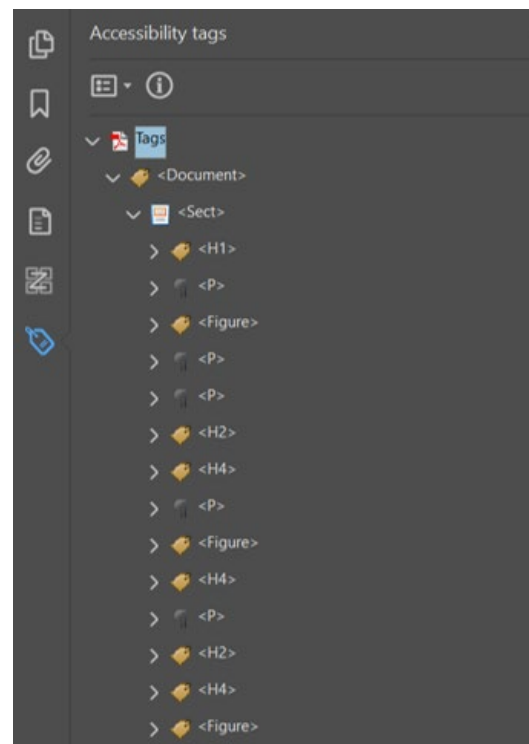 Accessibility tags
Tags
<Document>
<Sect>
<H1>
<P>
<Figure>
<P>
<P>
<H2>
<H4>
<P>
<Figure>
<H4>
<P>
<H2>
<H4>
<Figure>